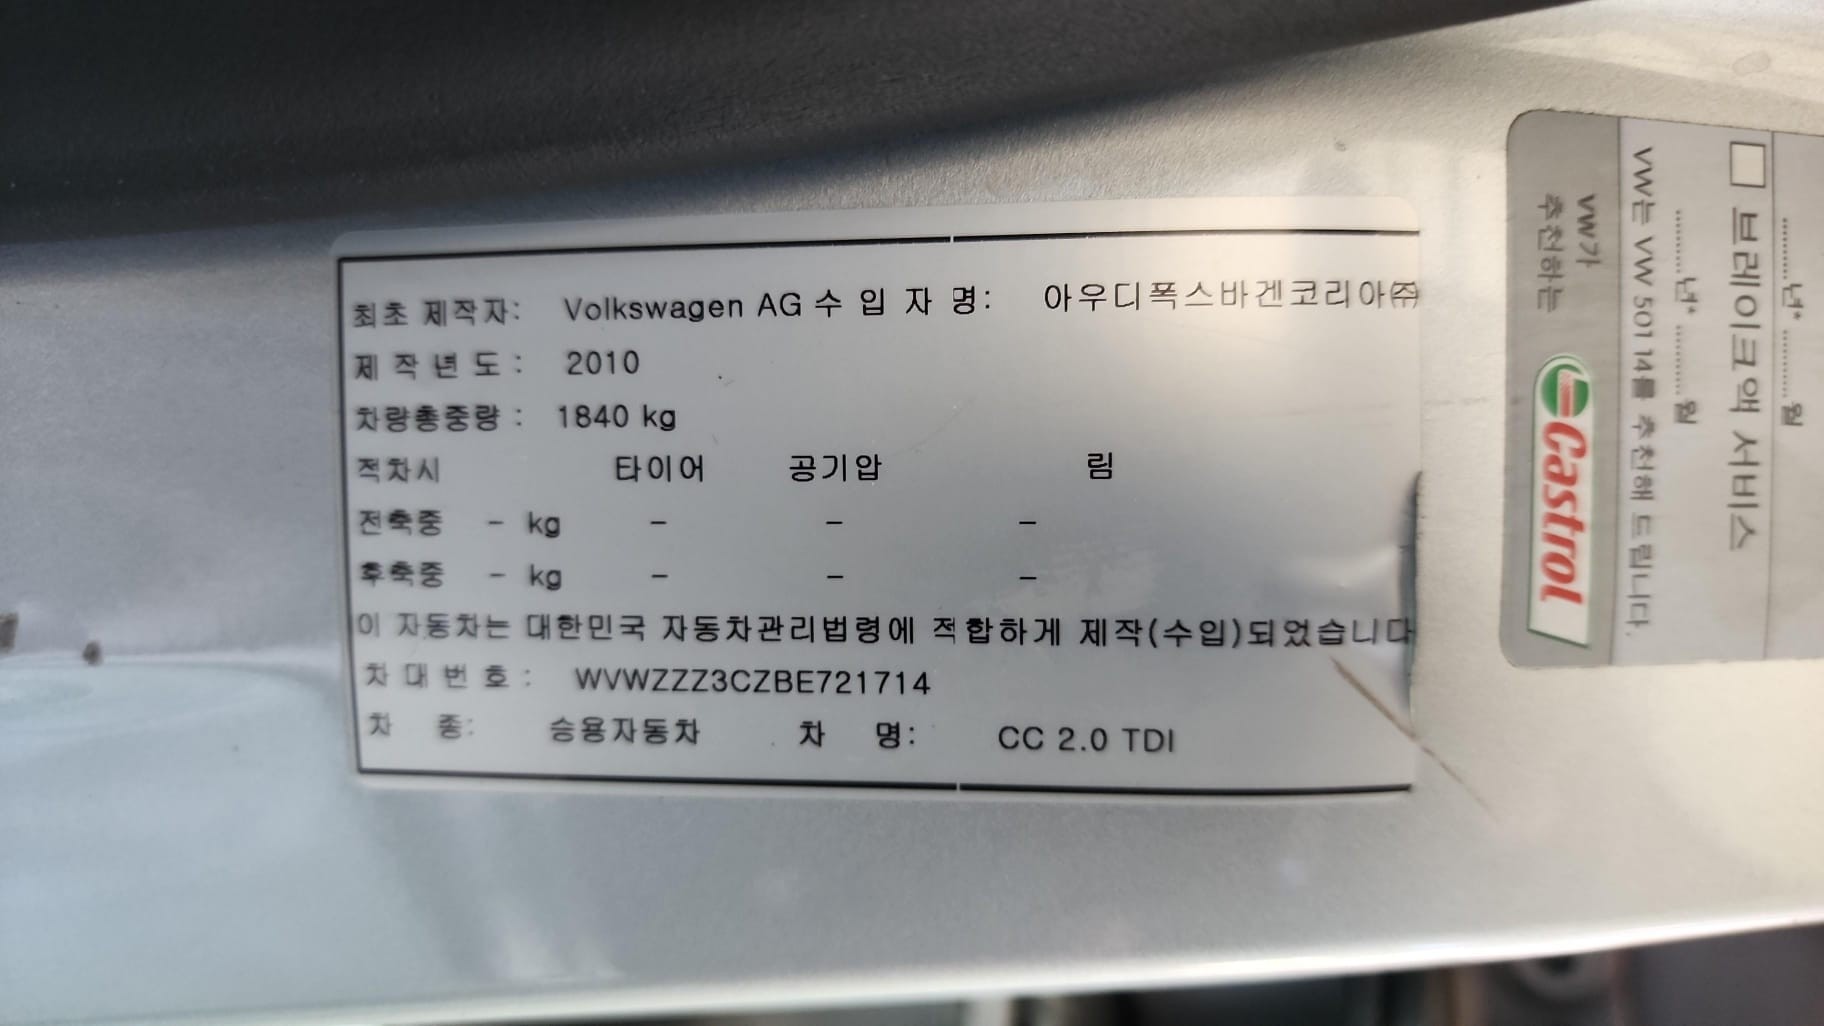 최초 제작자: Volkswagen AG 수 입 자 명: 아우디폭스바겐코리아㈜
제 작 년 도 : 2010
차량총중량 : 1840 kg
적차시 타이어 공기압 림
전축중 - kg - - -
후축중 - kg - - -
이 자동차는 대한민국 자동차관리법령에 적합하게 제작(수입)되었습니다
차 대 번 호 : WVWZZZ3CZBE721714
차 종: 승용자동차 차 명: CC 2.0 TDI
.........년* .........월
브레이크액 서비스
.........년* .........월
VW는 VW 501 14를 추천해 드립니다.
VW가
추천하는
Castrol